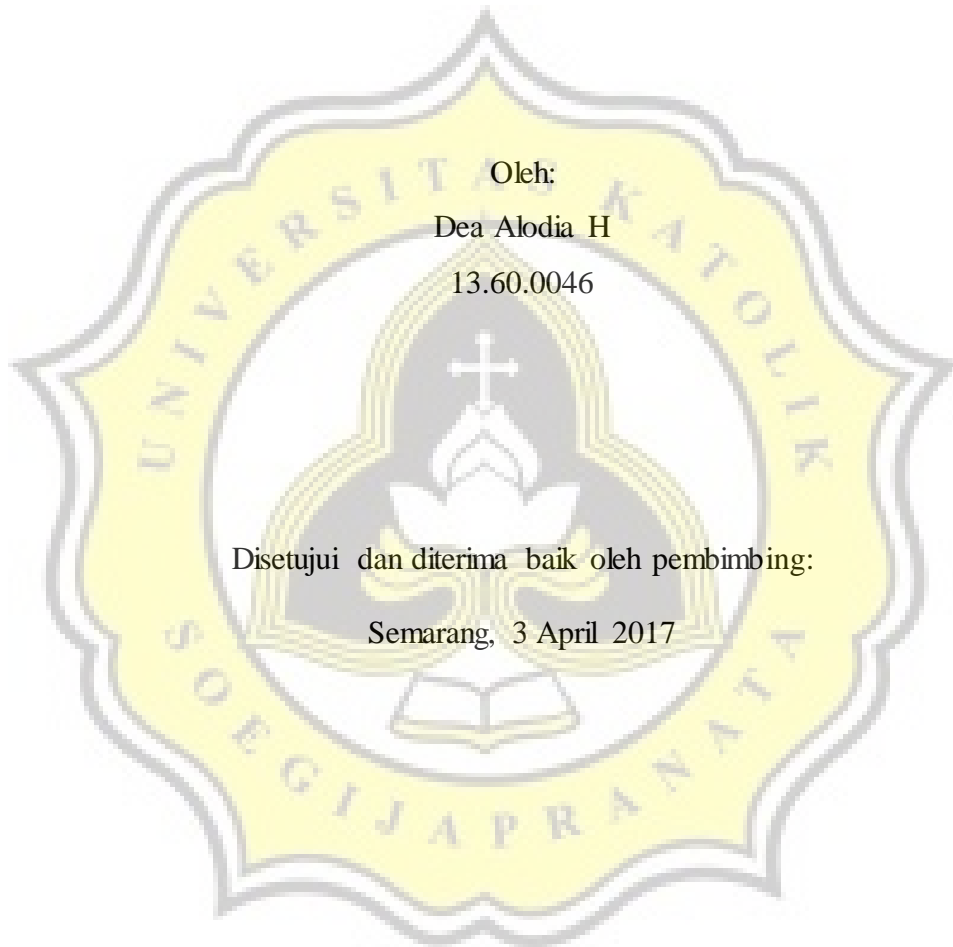 Oleh:
Dea Alodia H
13.60.0046
Disetujui dan diterima baik oleh pembimbing:
Semarang, 3 April 2017
UNIVERSITAS KATOLIK
SOEGIJAPRANATA